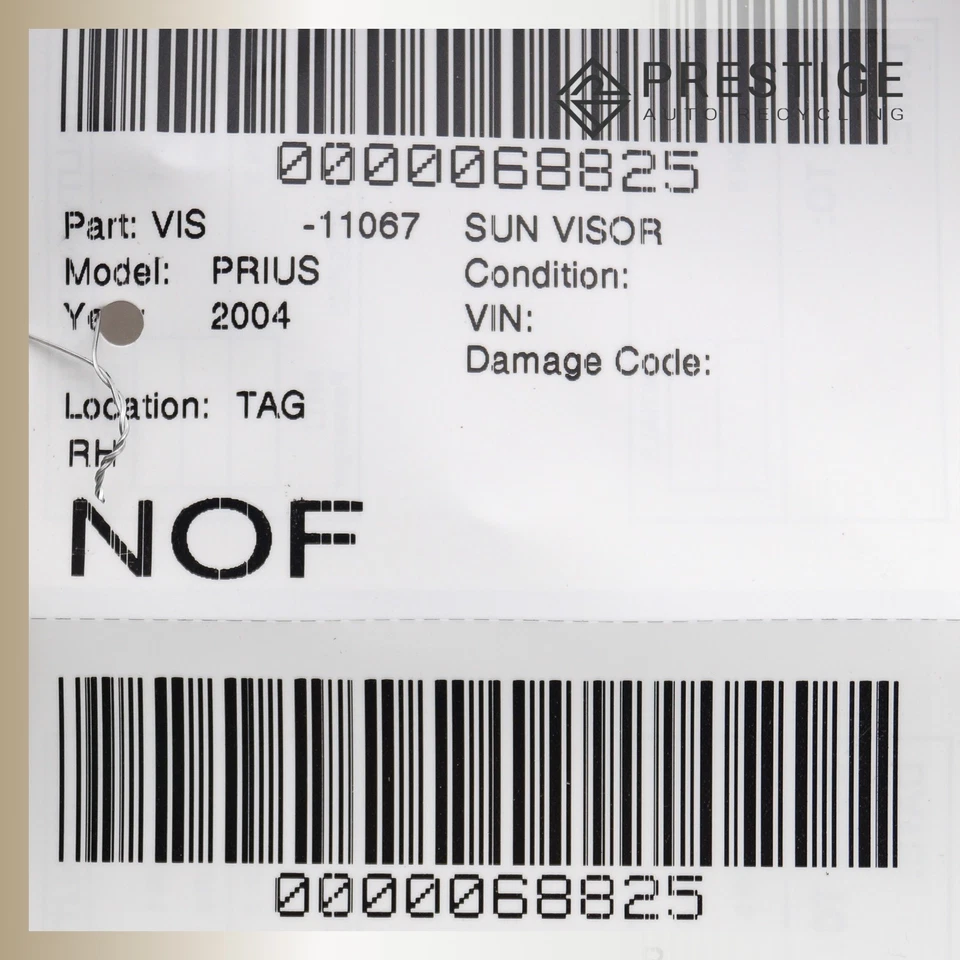 PRESTIGE
AUTO RECYCLING
0000068825
Part: VIS -11067 SUN VISOR
Model: PRIUS Condition:
2004 VIN:
Damage Code:
Location: TAG
RH
NOF
0000068825